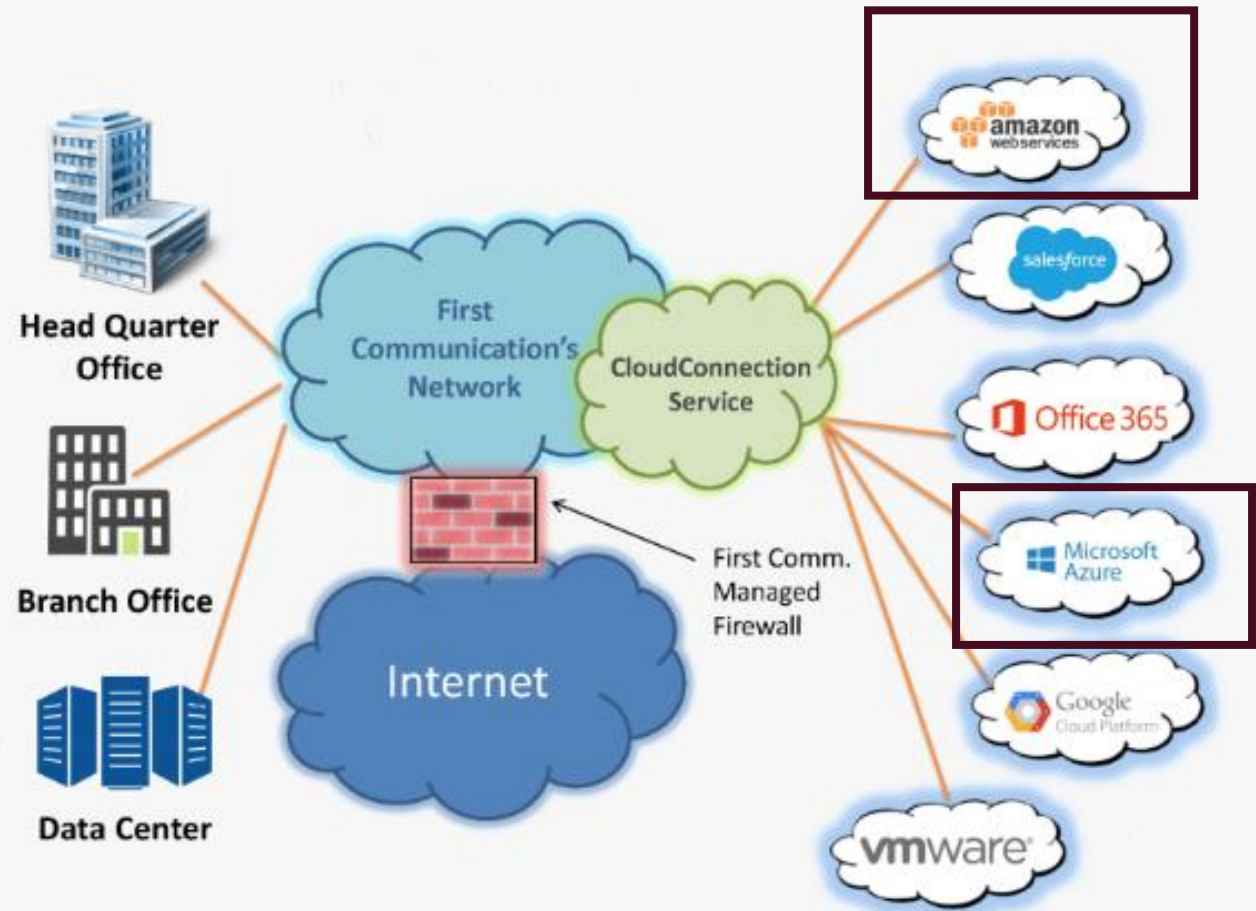 amazon
webservices
salesforce
Head Quarter
Office
First
Communication's
Network
CloudConnection
Service
Office 365
Microsoft
Azure
First Comm.
Managed
Firewall
Branch Office
Internet
Google
Cloud Platform
Data Center
vmware®